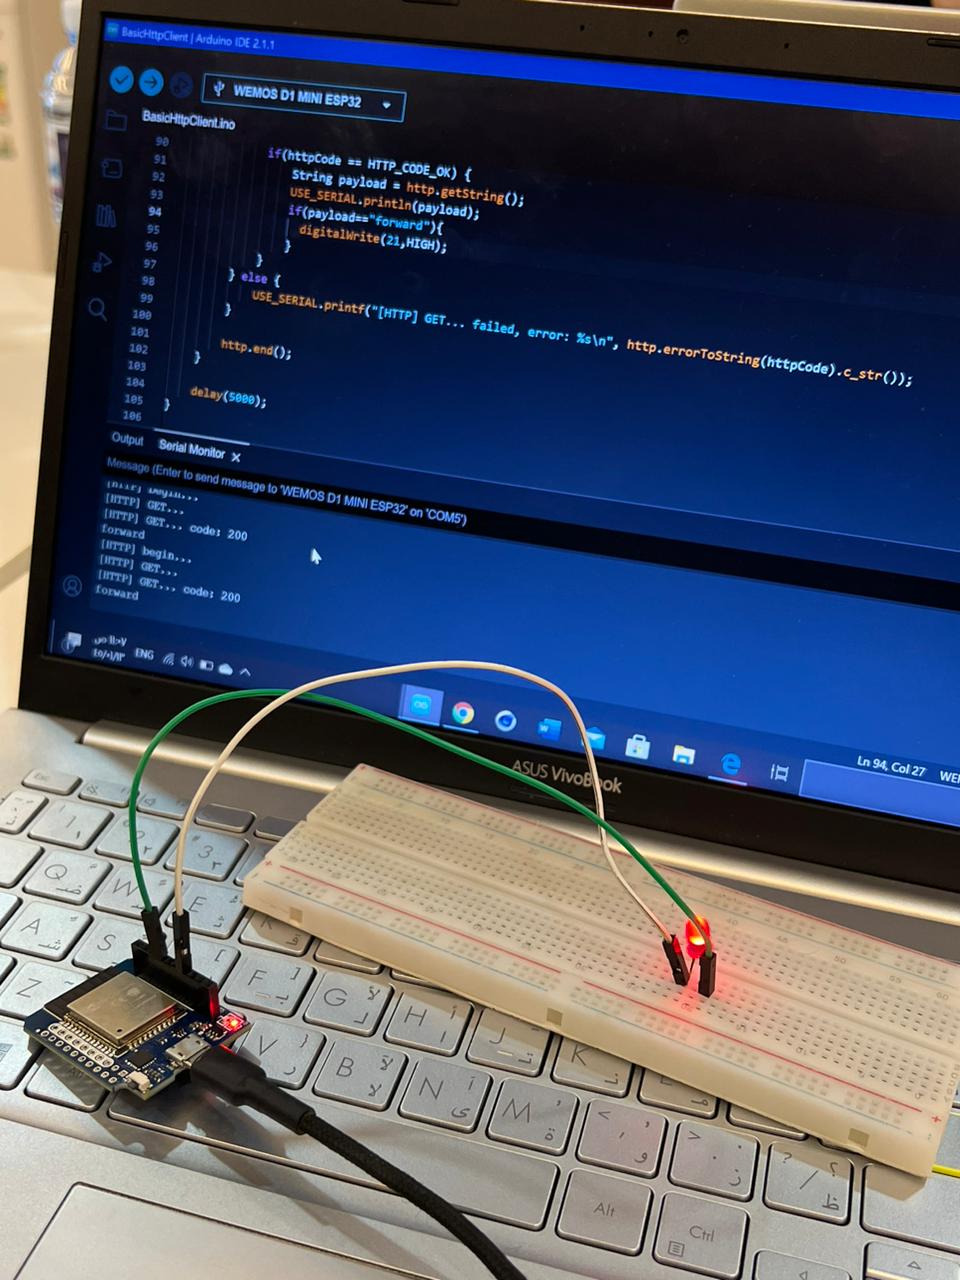 BasicHttpClient | Arduino IDE 2.1.1
WEMOS D1 MINI ESP32
BasicHttpClient.ino
90
91 if(httpCode == HTTP_CODE_OK) {
92 String payload = http.getString();
93 USE_SERIAL.println(payload);
94 if(payload=="forward"){
95 digitalWrite(21,HIGH);
96 }
97 }
98 } else {
99 USE_SERIAL.printf("[HTTP] GET... failed, error: %s\n", http.errorToString(httpCode).c_str());
100 }
101
102 http.end();
103 }
104
105 delay(5000);
106 }
Output
Serial Monitor
Message (Enter to send message to 'WEMOS D1 MINI ESP32' on 'COM5')
[HTTP] begin...
[HTTP] GET...
[HTTP] GET... code: 200
forward
[HTTP] begin...
[HTTP] GET...
[HTTP] GET... code: 200
forward
ENG
Ln 94, Col 27
ASUS VivoBook
Esc
3
Q
W
E
A
S
F
G
H
J
K
Z
V
B
N
M
Alt
Ctrl